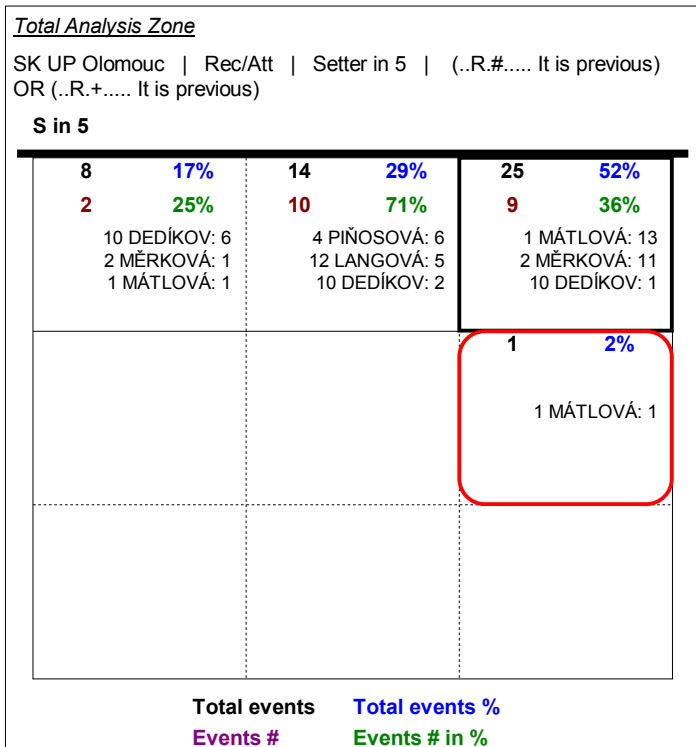 Total Analysis Zone
SK UP Olomouc | Rec/Att | Setter in 5 | (..R.#..... It is previous)
OR (..R.+..... It is previous)
S in 5
8 17% 14 29% 25 52%
2 25% 10 71% 9 36%
10 DEDÍKOV: 6 4 PIŇOSOVÁ: 6 1 MÁTLOVÁ: 13
2 MĚRKOVÁ: 1 12 LANGOVÁ: 5 2 MĚRKOVÁ: 11
1 MÁTLOVÁ: 1 10 DEDÍKOV: 2 10 DEDÍKOV: 1
1 2%
1 MÁTLOVÁ: 1
Total events Total events %
Events # Events # in %